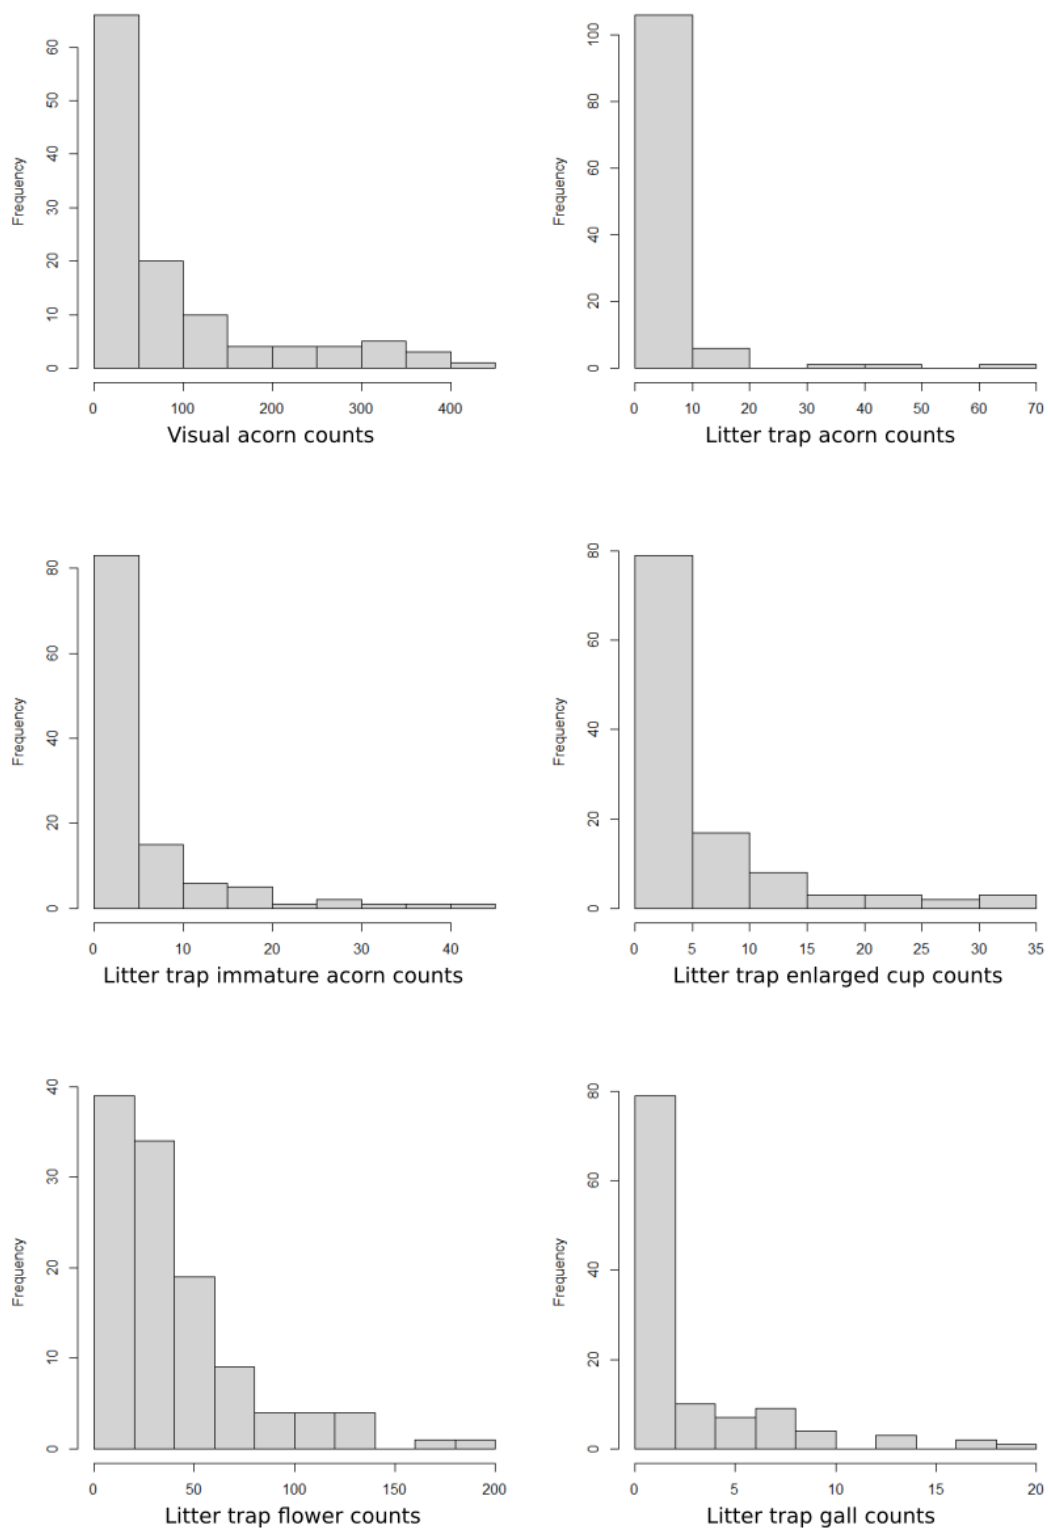 Frequency
0 10 20 30 40 50 60
0 100 200 300 400
Visual acorn counts
Frequency
0 20 40 60 80 100
0 10 20 30 40 50 60 70
Litter trap acorn counts
Frequency
0 20 40 60 80
0 10 20 30 40
Litter trap immature acorn counts
Frequency
0 20 40 60 80
0 5 10 15 20 25 30 35
Litter trap enlarged cup counts
Frequency
0 10 20 30 40
0 50 100 150 200
Litter trap flower counts
Frequency
0 20 40 60 80
0 5 10 15 20
Litter trap gall counts